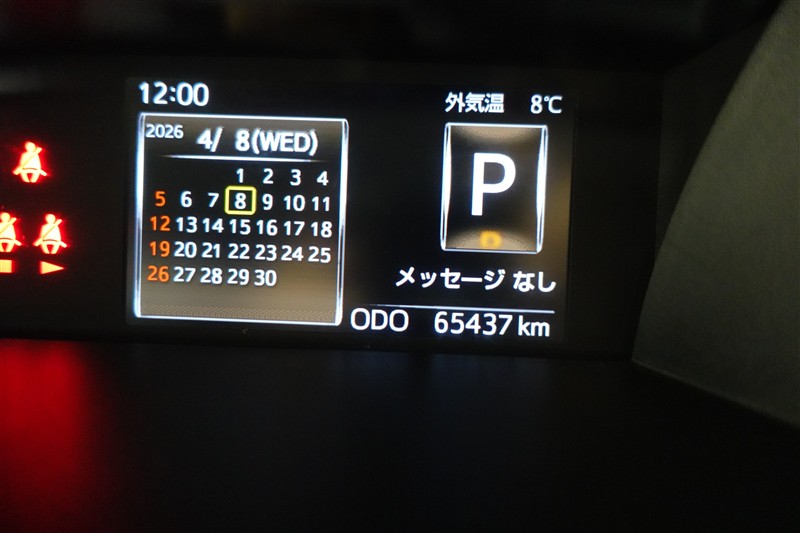 12:00
外気温 8℃
2026 4/ 8(WED)
1 2 3 4
5 6 7 8 9 10 11
12 13 14 15 16 17 18
19 20 21 22 23 24 25
26 27 28 29 30
P
D
メッセージ なし
ODO 65437 km